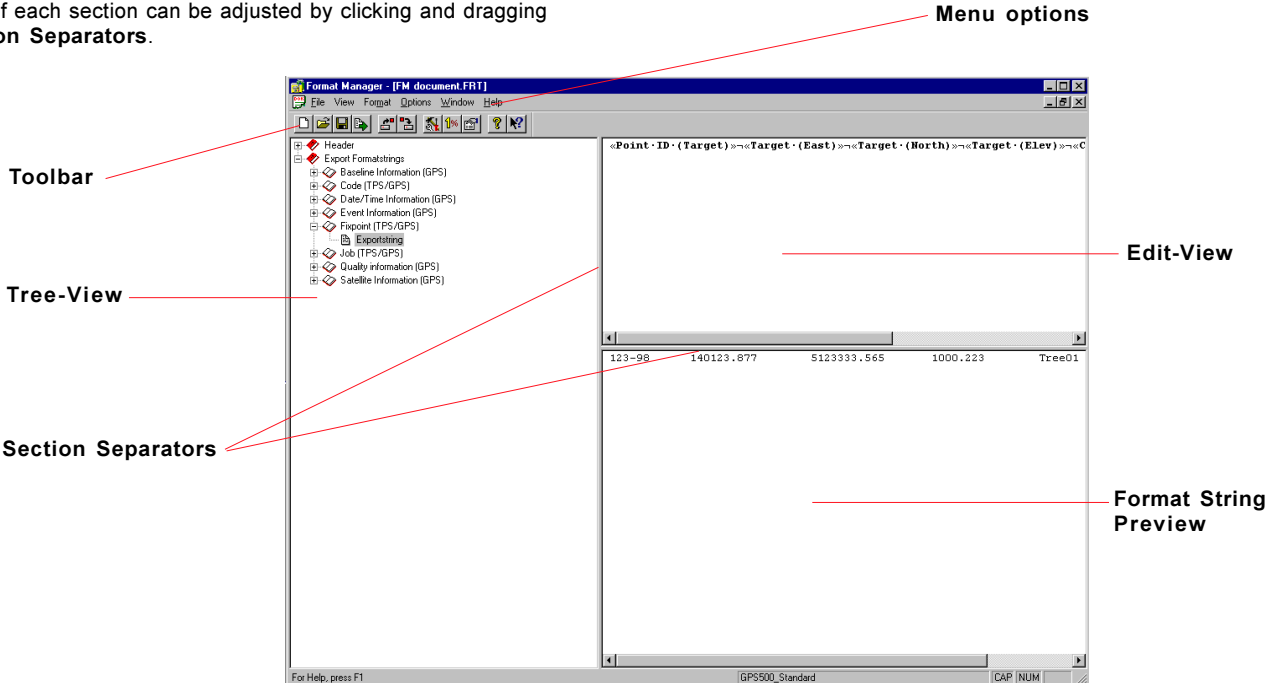 f each section can be adjusted by clicking and dragging
on Separators.
Menu options
Format Manager - [FM document.FRT]
File View Format Options Window Help
Toolbar
Header
Export Formatstrings
Baseline Information (GPS)
Code (TPS/GPS)
Date/Time Information (GPS)
Event Information (GPS)
Fixpoint (TPS/GPS)
Exportstring
Job (TPS/GPS)
Quality information (GPS)
Satellite Information (GPS)
«Point·ID·(Target)»¬«Target·(East)»¬«Target·(North)»¬«Target·(Elev)»¬«C
Edit-View
Tree-View
123-98 140123.877 5123333.565 1000.223 Tree01
Section Separators
Format String
Preview
For Help, press F1 GPS500_Standard CAP NUM